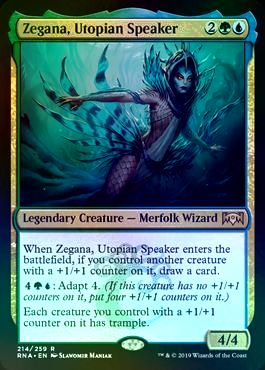 Zegana, Utopian Speaker 2
Legendary Creature — Merfolk Wizard
When Zegana, Utopian Speaker enters the
battlefield, if you control another creature
with a +1/+1 counter on it, draw a card.
4 : Adapt 4. (If this creature has no +1/+1
counters on it, put four +1/+1 counters on it.)
Each creature you control with a +1/+1
counter on it has trample.
4/4
214/259 R
RNA • EN SLAWOMIR MANIAK
™ & © 2019 Wizards of the Coast